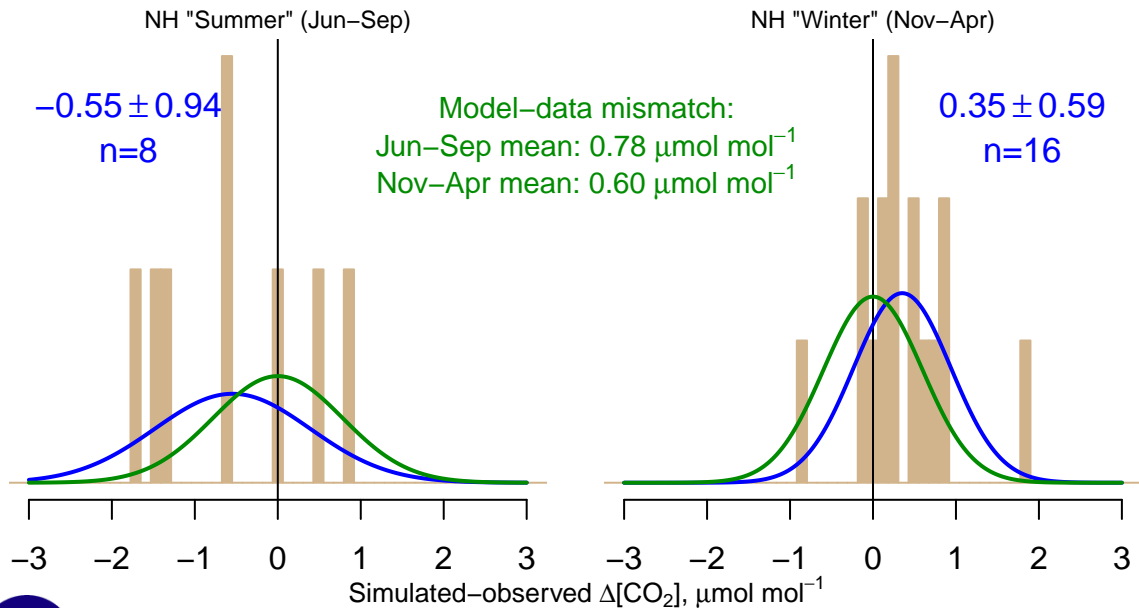 NH "Summer" (Jun−Sep)
NH "Winter" (Nov−Apr)
−0.55 ± 0.94
n=8
Model−data mismatch:
Jun−Sep mean: 0.78 μmol mol⁻¹
Nov−Apr mean: 0.60 μmol mol⁻¹
0.35 ± 0.59
n=16
−3 −2 −1 0 1 2 3
−3 −2 −1 0 1 2 3
Simulated−observed Δ[CO₂], μmol mol⁻¹